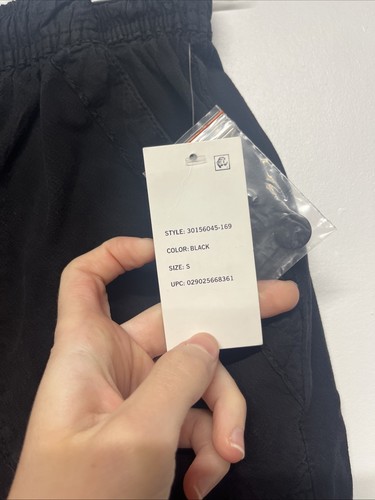 STYLE: 30156045-169
COLOR: BLACK
SIZE: S
UPC: 029025668361